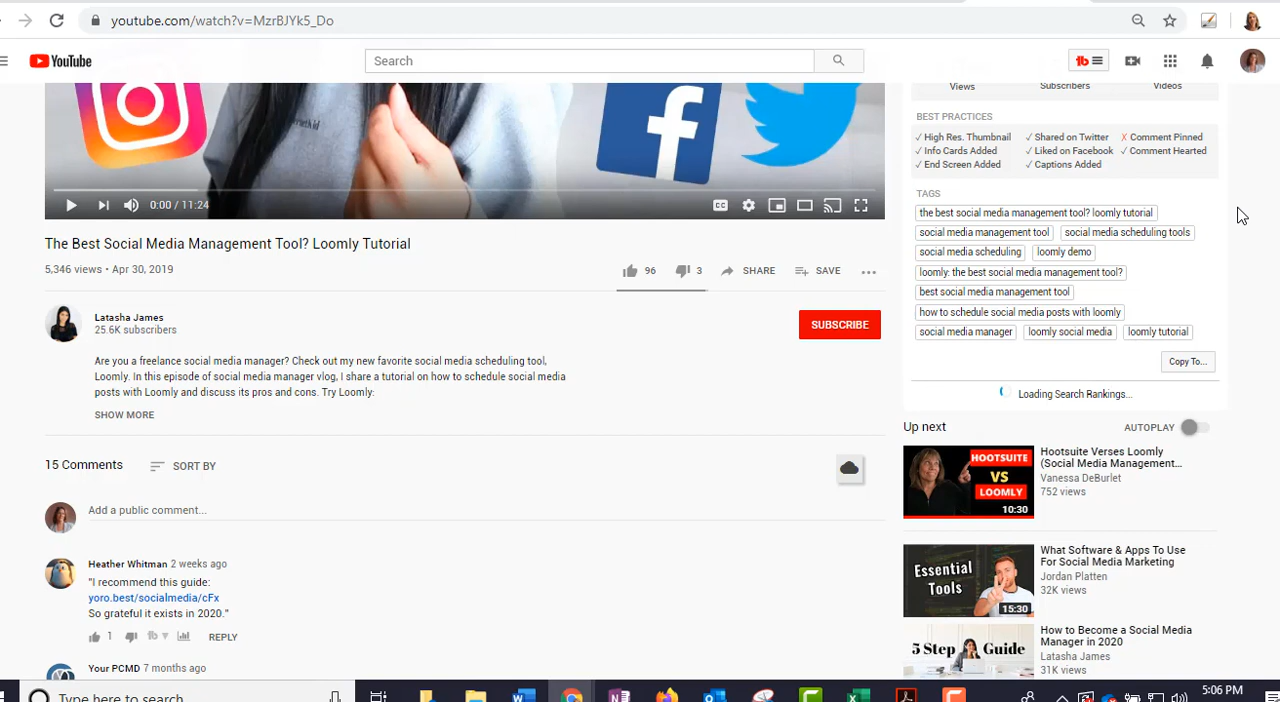 youtube.com/watch?v=MzrBJYk5_Do
YouTube
Search
tb
Views Subscribers Videos
BEST PRACTICES
✓ High Res. Thumbnail ✓ Shared on Twitter ✗ Comment Pinned
✓ Info Cards Added ✓ Liked on Facebook ✓ Comment Hearted
✓ End Screen Added ✓ Captions Added
TAGS
the best social media management tool? loomly tutorial
social media management tool social media scheduling tools
social media scheduling loomly demo
loomly: the best social media management tool?
best social media management tool
how to schedule social media posts with loomly
social media manager loomly social media loomly tutorial
Copy To...
Loading Search Rankings...
0:00 / 11:24
CC
The Best Social Media Management Tool? Loomly Tutorial
5,346 views • Apr 30, 2019
96 3 SHARE SAVE
Latasha James
25.6K subscribers
SUBSCRIBE
Are you a freelance social media manager? Check out my new favorite social media scheduling tool,
Loomly. In this episode of social media manager vlog, I share a tutorial on how to schedule social media
posts with Loomly and discuss its pros and cons. Try Loomly:
SHOW MORE
15 Comments SORT BY
Add a public comment...
Heather Whitman 2 weeks ago
"I recommend this guide:
yoro.best/socialmedia/cFx
So grateful it exists in 2020."
1 tb REPLY
Your PCMD 7 months ago
Up next AUTOPLAY
HOOTSUITE
VS
LOOMLY
10:30
Hootsuite Verses Loomly
(Social Media Management...
Vanessa DeBurlet
752 views
Essential
Tools
15:30
What Software & Apps To Use
For Social Media Marketing
Jordan Platten
32K views
5 Step Guide
How to Become a Social Media
Manager in 2020
Latasha James
31K views
Type here to search
5:06 PM